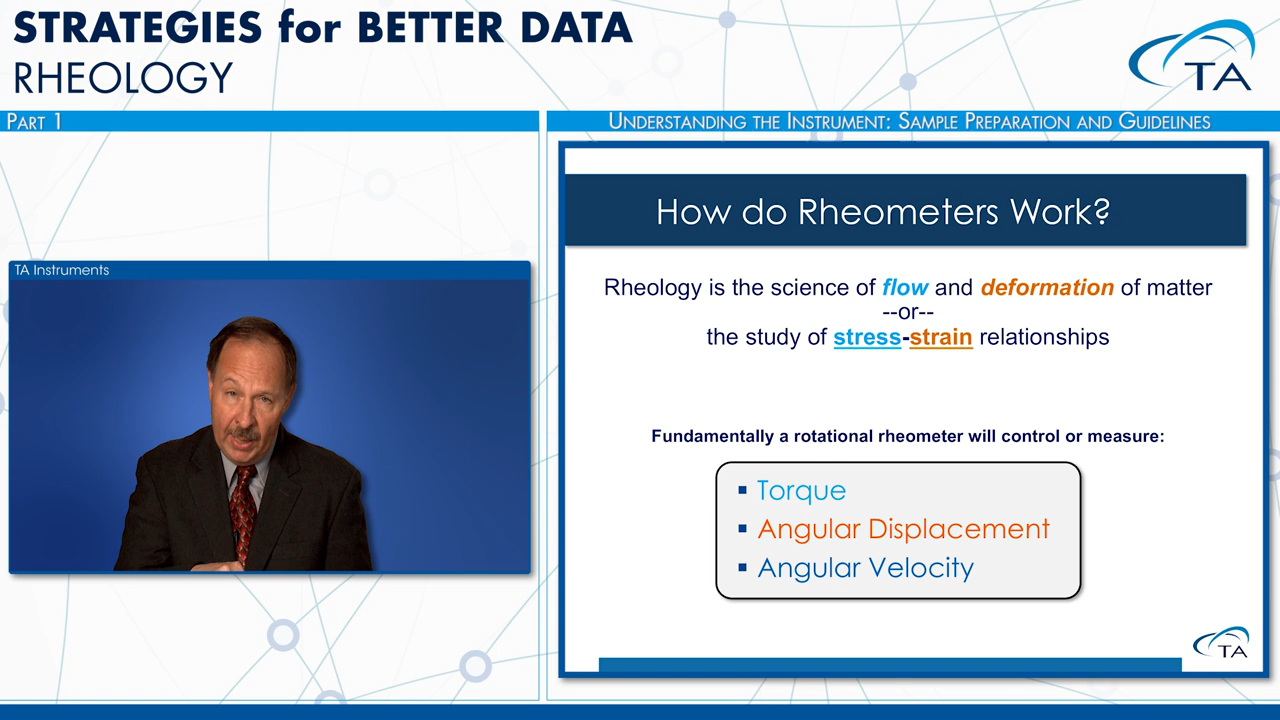 STRATEGIES for BETTER DATA
RHEOLOGY
TA
PART 1
UNDERSTANDING THE INSTRUMENT: SAMPLE PREPARATION AND GUIDELINES
TA Instruments
How do Rheometers Work?
Rheology is the science of flow and deformation of matter
--or--
the study of stress-strain relationships
Fundamentally a rotational rheometer will control or measure:
▪ Torque
▪ Angular Displacement
▪ Angular Velocity
TA